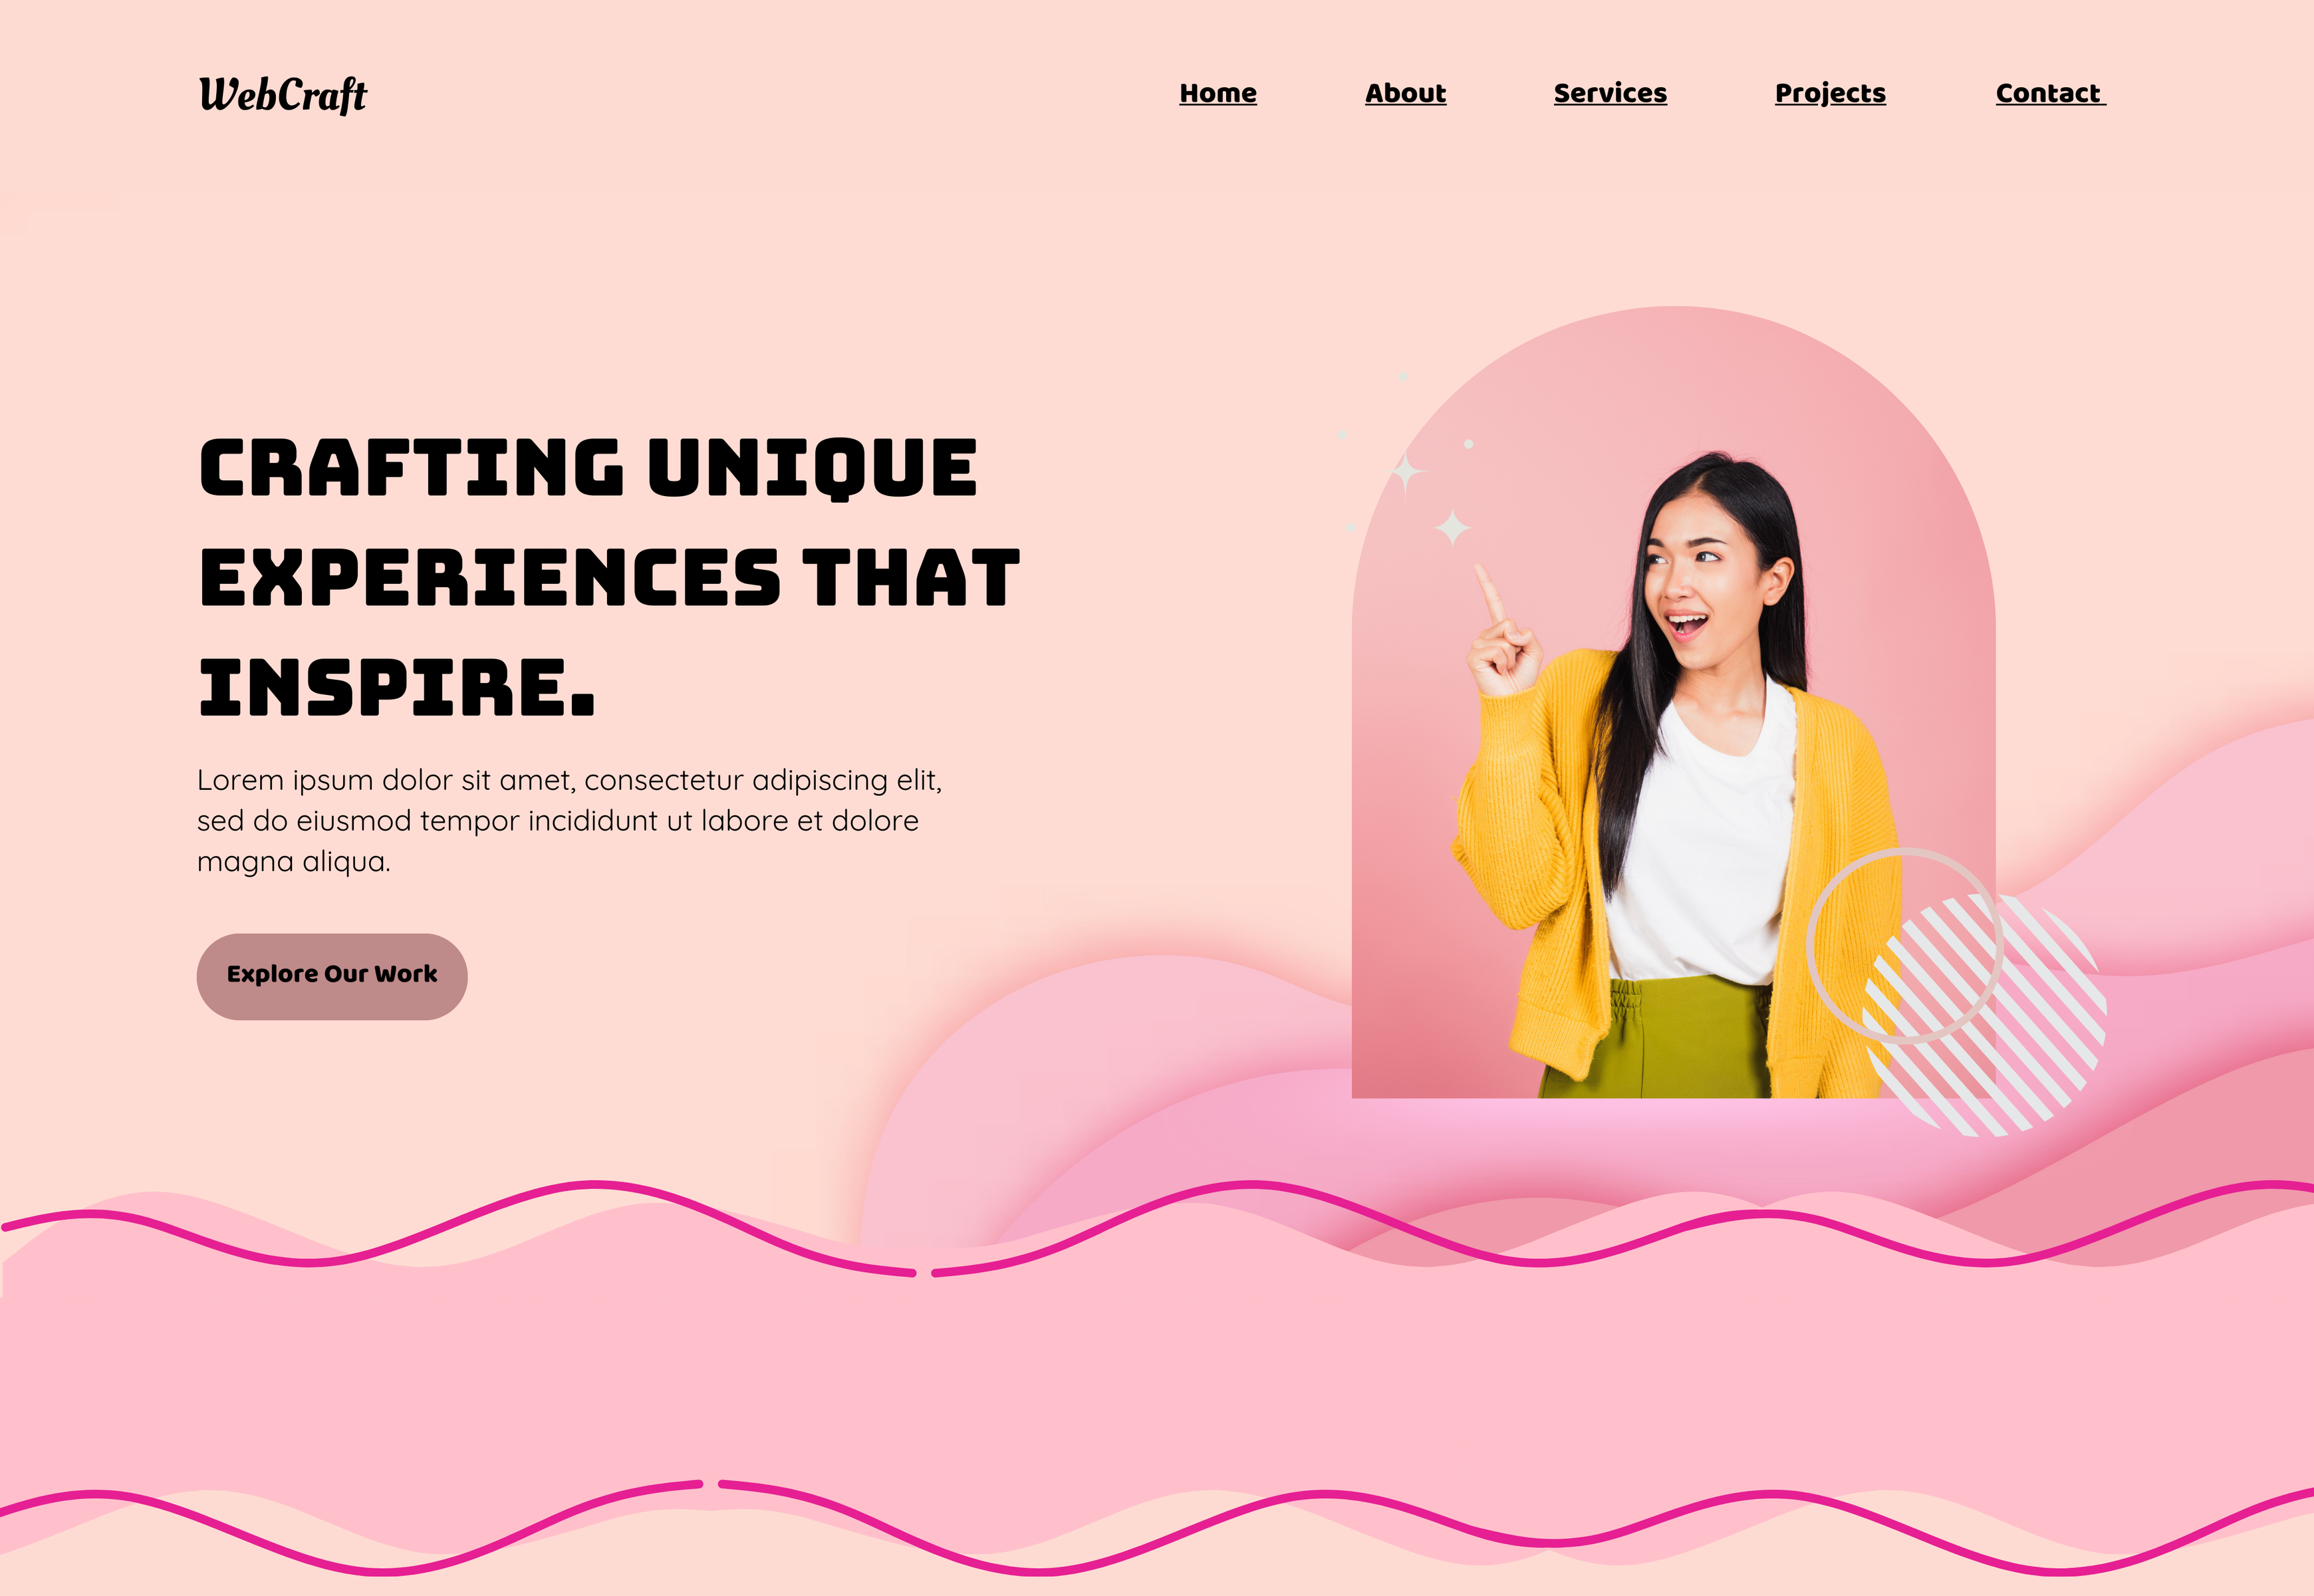 WebCraft
Home About Services Projects Contact
CRAFTING UNIQUE
EXPERIENCES THAT
INSPIRE.
Lorem ipsum dolor sit amet, consectetur adipiscing elit,
sed do eiusmod tempor incididunt ut labore et dolore
magna aliqua.
Explore Our Work